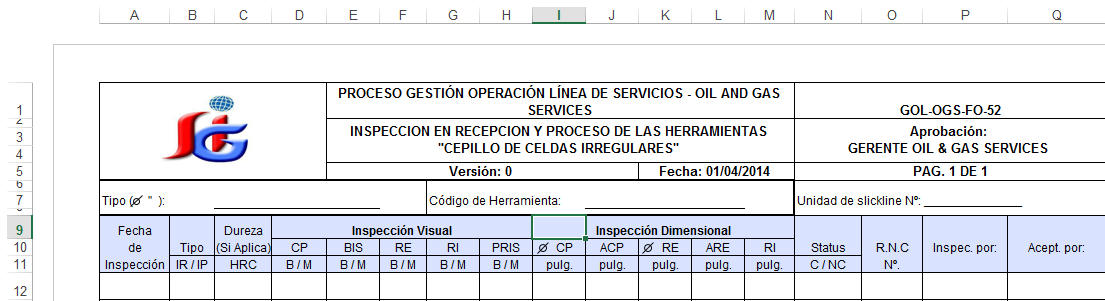 A B C D E F G H I J K L M N O P Q
1 PROCESO GESTIÓN OPERACIÓN LÍNEA DE SERVICIOS - OIL AND GAS
SERVICES
GOL-OGS-FO-52
2
3 INSPECCION EN RECEPCION Y PROCESO DE LAS HERRAMIENTAS
"CEPILLO DE CELDAS IRREGULARES"
Aprobación:
4 GERENTE OIL & GAS SERVICES
5 Versión: 0 Fecha: 01/04/2014 PAG. 1 DE 1
6
7 Tipo (⌀ " ): Código de Herramienta: Unidad de slickline Nº:
9 Fecha Dureza Inspección Visual Inspección Dimensional
10 de Tipo (Si Aplica) CP BIS RE RI PRIS ⌀ CP ACP ⌀ RE ARE RI Status R.N.C Inspec. por: Acept. por:
11 Inspección IR / IP HRC B / M B / M B / M B / M B / M pulg. pulg. pulg. pulg. pulg. C / NC Nº.
12